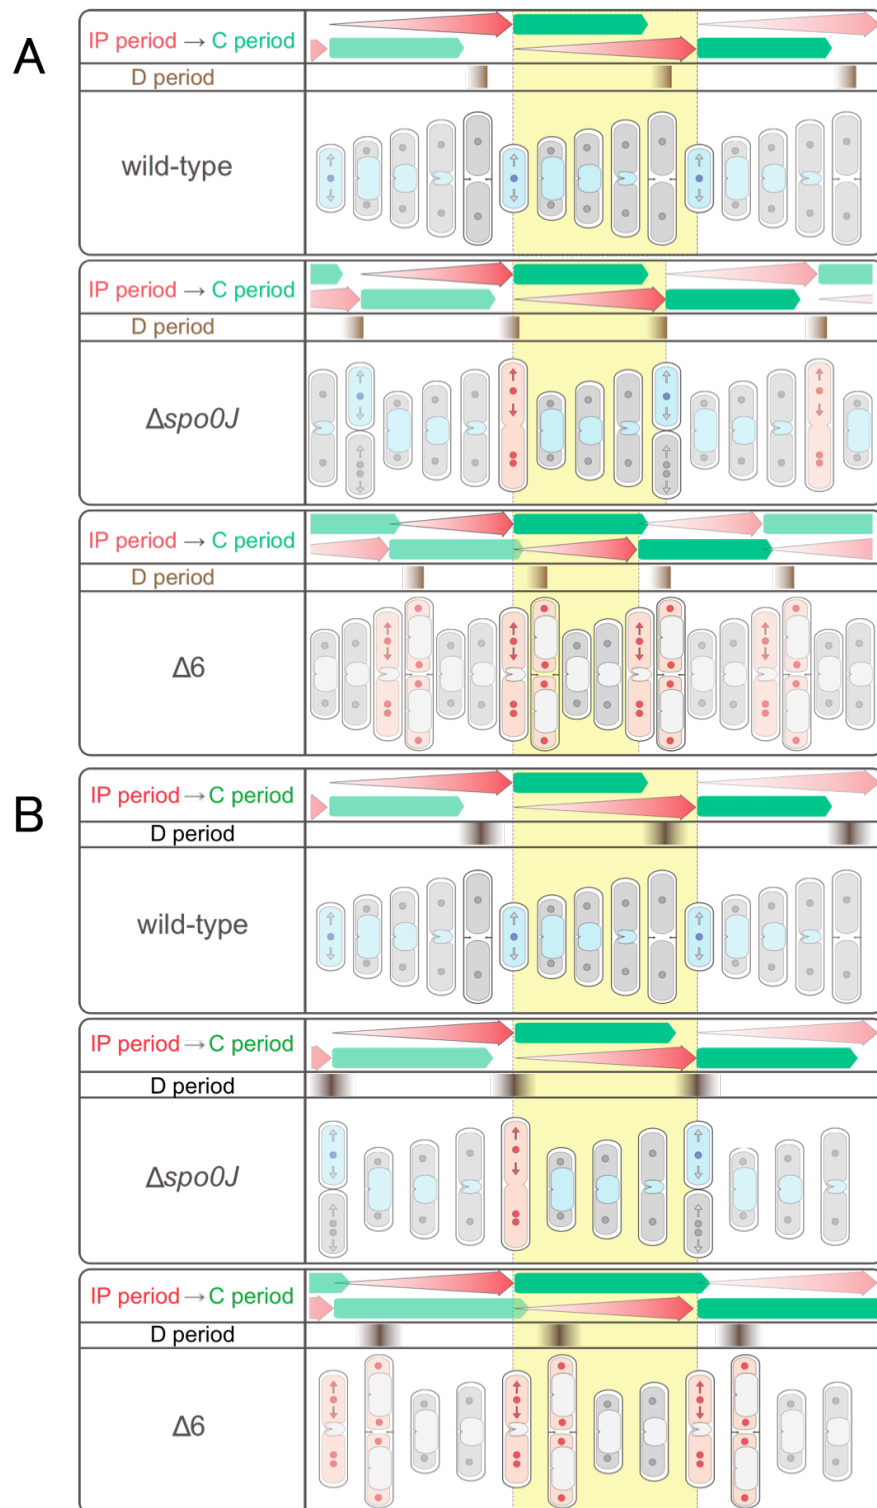 A
IP period → C period
D period
wild-type
IP period → C period
D period
Δspo0J
IP period → C period
D period
Δ6
B
IP period → C period
D period
wild-type
IP period → C period
D period
Δspo0J
IP period → C period
D period
Δ6